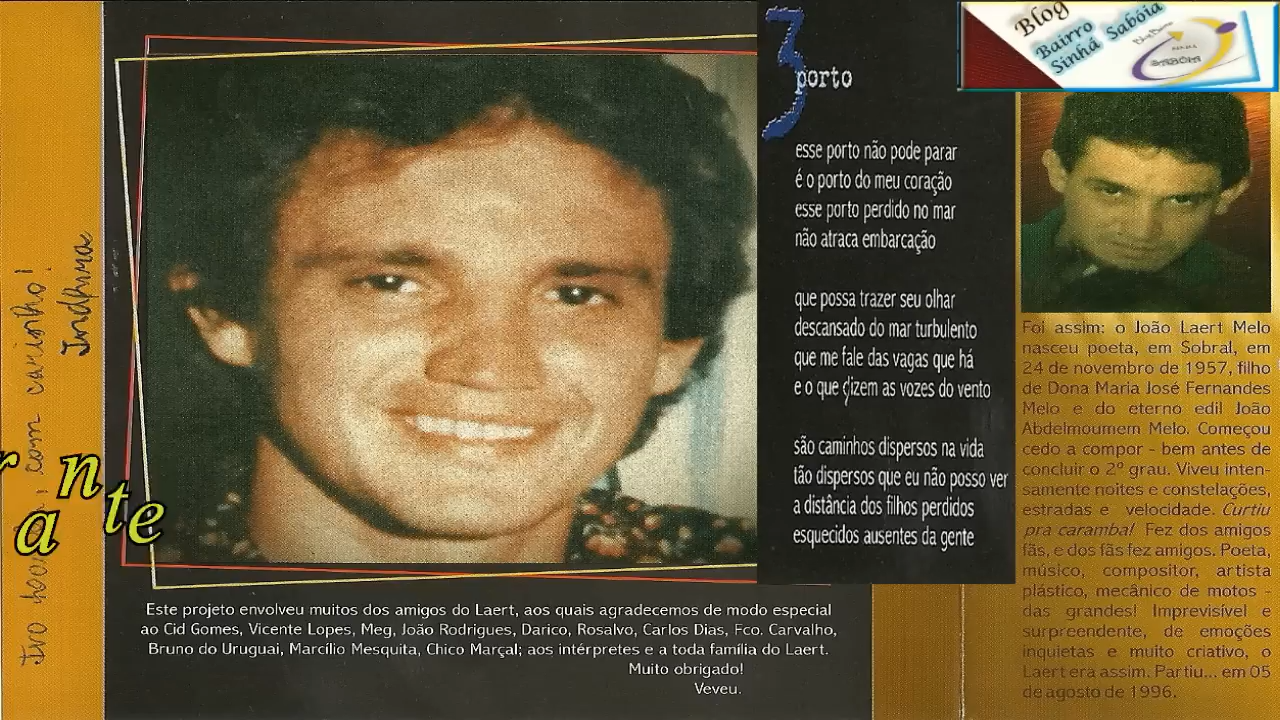 Ivo
com carinho!
Indhira
r ante
Este projeto envolveu muitos dos amigos do Laert, aos quais agradecemos de modo especial
ao Cid Gomes, Vicente Lopes, Meg, João Rodrigues, Darico, Rosalvo, Carlos Dias, Fco. Carvalho,
Bruno do Uruguai, Marcílio Mesquita, Chico Marçal; aos intérpretes e a toda família do Laert.
Muito obrigado!
Veveu.
3
porto
esse porto não pode parar
é o porto do meu coração
esse porto perdido no mar
não atraca embarcação
que possa trazer seu olhar
descansado do mar turbulento
que me fale das vagas que há
e o que dizem as vozes do vento
são caminhos dispersos na vida
tão dispersos que eu não posso ver
a distância dos filhos perdidos
esquecidos ausentes da gente
Blog
Bairro
Sinhá Sabóia
SABÓIA
Foi assim: o João Laert Melo
nasceu poeta, em Sobral, em
24 de novembro de 1957, filho
de Dona Maria José Fernandes
Melo e do eterno edil João
Abdelmoumem Melo. Começou
cedo a compor - bem antes de
concluir o 2º grau. Viveu inten-
samente noites e constelações,
estradas e velocidade. Curtiu
pra caramba! Fez dos amigos
fãs, e dos fãs fez amigos. Poeta,
músico, compositor, artista
plástico, mecânico de motos -
das grandes! Imprevisível e
surpreendente, de emoções
inquietas e muito criativo, o
Laert era assim. Partiu... em 05
de agosto de 1996.